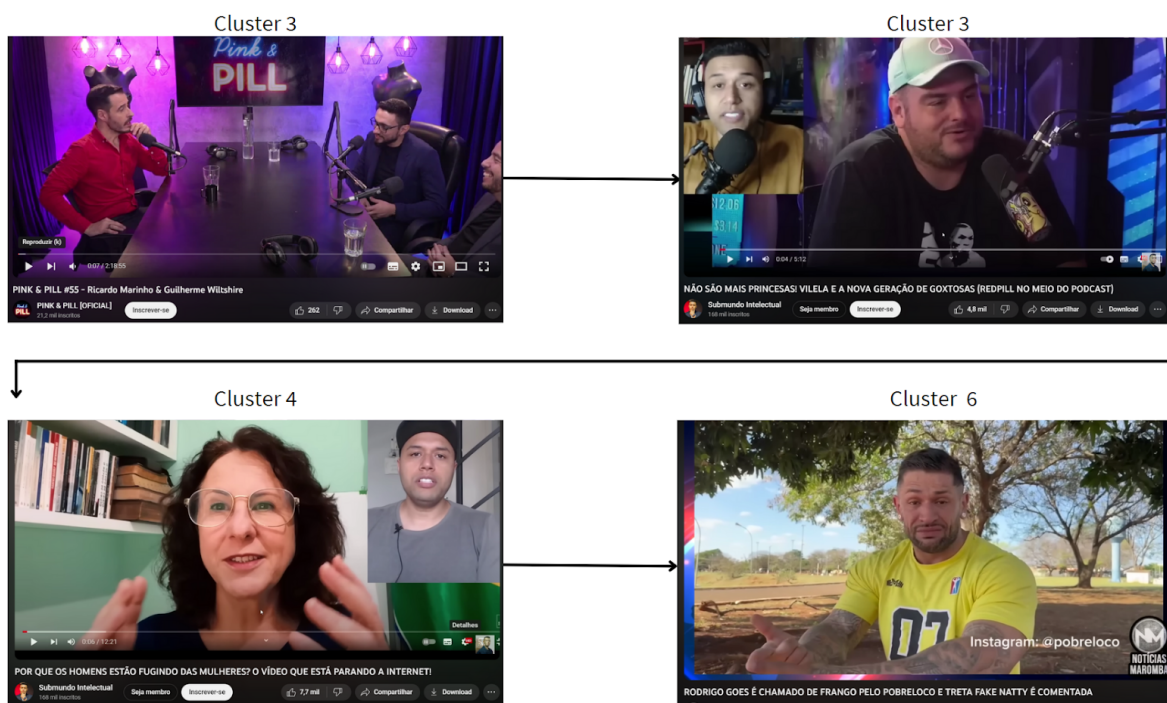 Cluster 3
Pink &
PILL
Reproduzir (k)
0:07 / 2:18:55
PINK & PILL #55 - Ricardo Marinho & Guilherme Wiltshire
PINK & PILL [OFICIAL]
21,2 mil inscritos
Inscrever-se
262
Compartilhar
Download
Cluster 3
0:04 / 5:12
NÃO SÃO MAIS PRINCESAS! VILELA E A NOVA GERAÇÃO DE GOXTOSAS (REDPILL NO MEIO DO PODCAST)
Submundo Intelectual
168 mil inscritos
Seja membro
Inscrever-se
4,8 mil
Compartilhar
Download
Cluster 4
Detalhes
0:06 / 12:21
POR QUE OS HOMENS ESTÃO FUGINDO DAS MULHERES? O VÍDEO QUE ESTÁ PARANDO A INTERNET!
Submundo Intelectual
168 mil inscritos
Seja membro
Inscrever-se
7,7 mil
Compartilhar
Download
Cluster 6
07
Instagram: @pobreloco
NM
NOTÍCIAS
MAROMBA
RODRIGO GOES É CHAMADO DE FRANGO PELO POBRELOCO E TRETA FAKE NATTY É COMENTADA